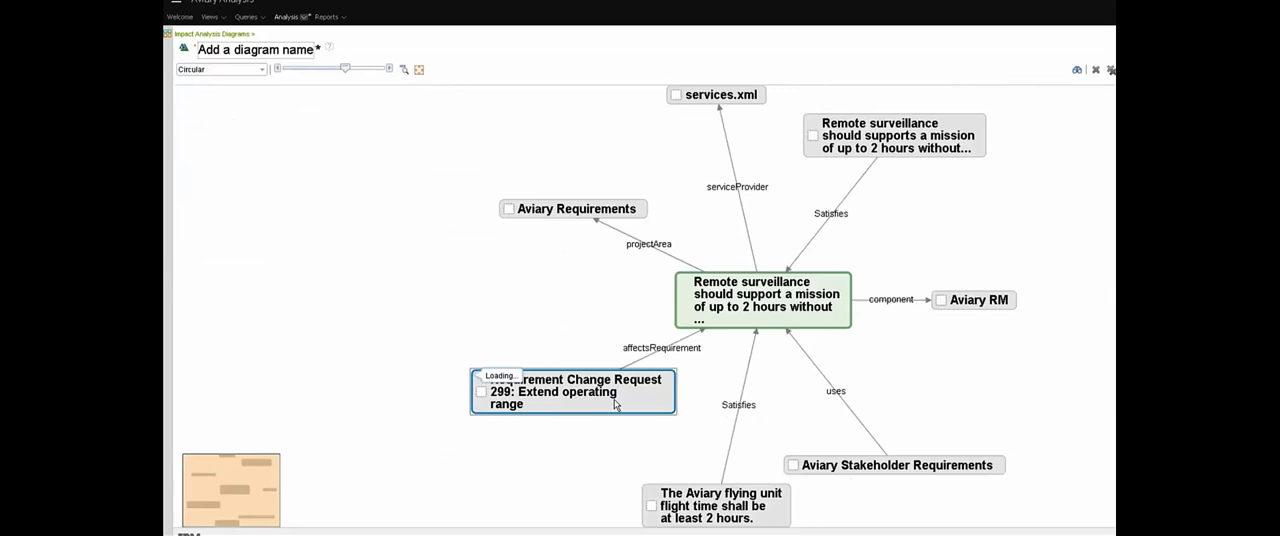 Aviary Analysis
Welcome Views Queries Analysis Reports
Impact Analysis Diagrams >
* Add a diagram name* ?
Circular
services.xml
Remote surveillance
should supports a mission
of up to 2 hours without...
serviceProvider
Satisfies
Aviary Requirements
projectArea
Remote surveillance
should support a mission
of up to 2 hours without
...
component
Aviary RM
affectsRequirement
Loading...
Requirement Change Request
299: Extend operating
range
Satisfies
uses
Aviary Stakeholder Requirements
The Aviary flying unit
flight time shall be
at least 2 hours.
IBM